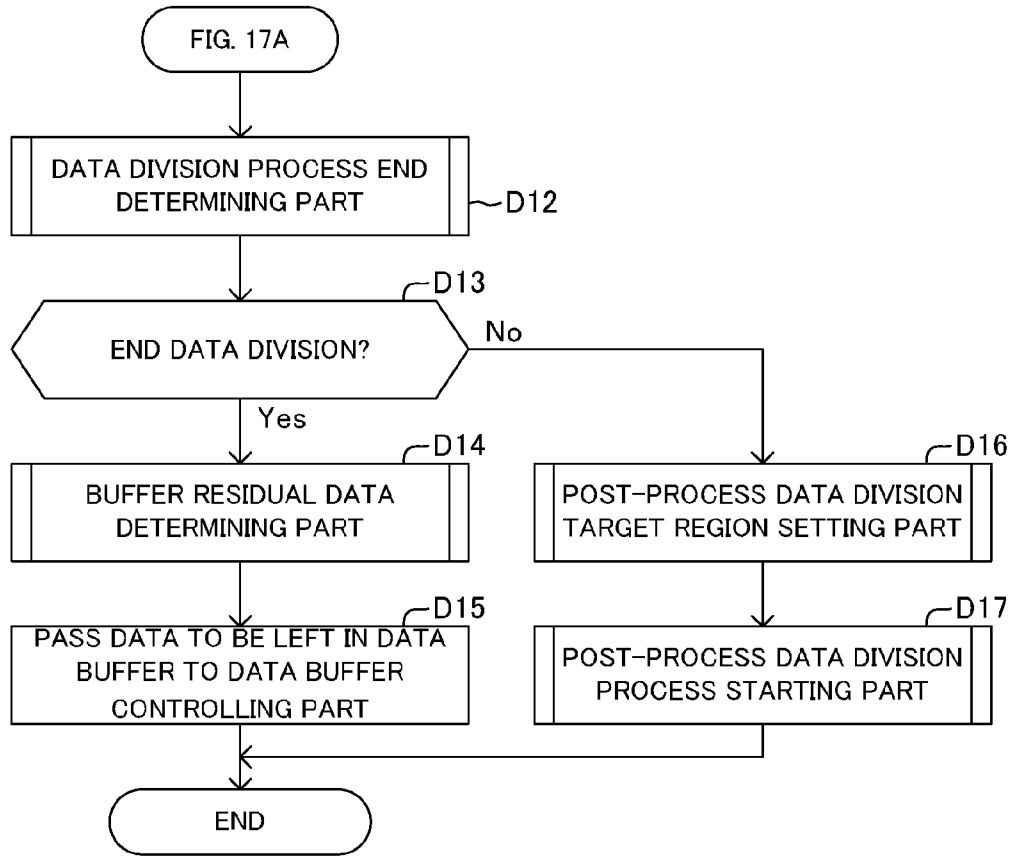 FIG. 17A
DATA DIVISION PROCESS END
DETERMINING PART
D12
D13
END DATA DIVISION?
No
Yes
D14
BUFFER RESIDUAL DATA
DETERMINING PART
D16
POST-PROCESS DATA DIVISION
TARGET REGION SETTING PART
D15
PASS DATA TO BE LEFT IN DATA
BUFFER TO DATA BUFFER
CONTROLLING PART
D17
POST-PROCESS DATA DIVISION
PROCESS STARTING PART
END